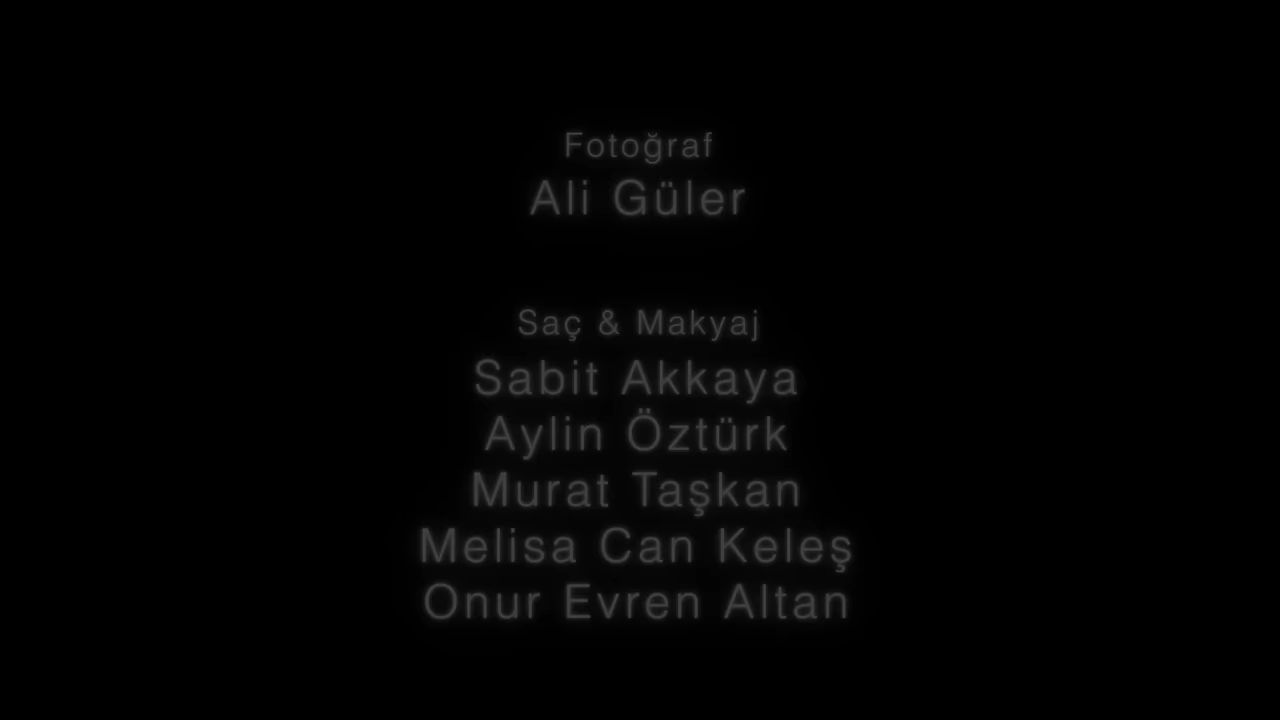 Fotoğraf
Ali Güler
Saç & Makyaj
Sabit Akkaya
Aylin Öztürk
Murat Taşkan
Melisa Can Keleş
Onur Evren Altan